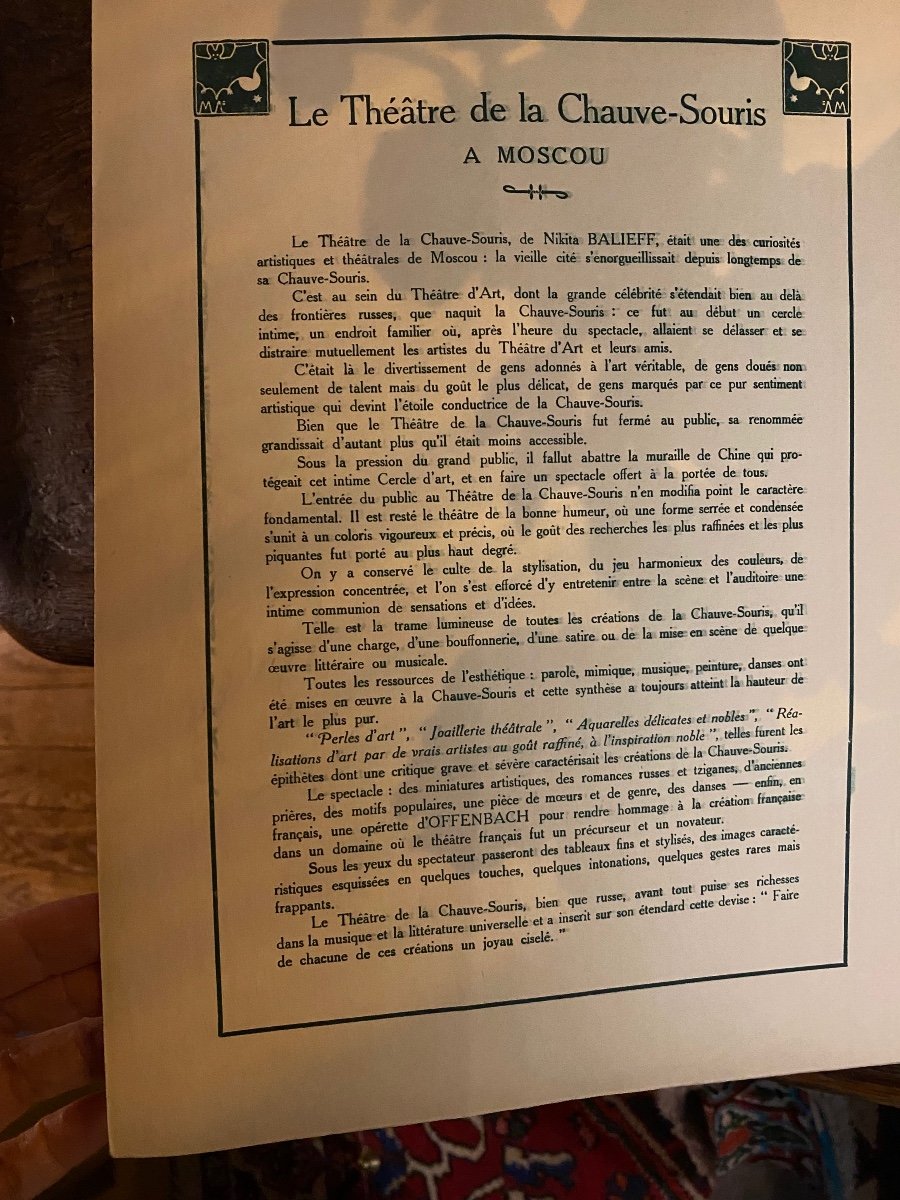 Le Théâtre de la Chauve-Souris
A MOSCOU
Le Théâtre de la Chauve-Souris, de Nikita BALIEFF, était une des curiosités
artistiques et théâtrales de Moscou : la vieille cité s'énorgueillissait depuis longtemps de
sa Chauve-Souris.
C'est au sein du Théâtre d'Art, dont la grande célébrité s'étendait bien au delà
des frontières russes, que naquit la Chauve-Souris : ce fut au début un cercle
intime, un endroit familier où, après l'heure du spectacle, allaient se délasser et se
distraire mutuellement les artistes du Théâtre d'Art et leurs amis.
C'était là le divertissement de gens adonnés à l'art véritable, de gens doués non
seulement de talent mais du goût le plus délicat, de gens marqués par ce pur sentiment
artistique qui devint l'étoile conductrice de la Chauve-Souris.
Bien que le Théâtre de la Chauve-Souris fut fermé au public, sa renommée
grandissait d'autant plus qu'il était moins accessible.
Sous la pression du grand public, il fallut abattre la muraille de Chine qui pro-
tégeait cet intime Cercle d'art, et en faire un spectacle offert à la portée de tous.
L'entrée du public au Théâtre de la Chauve-Souris n'en modifia point le caractère
fondamental. Il est resté le théâtre de la bonne humeur, où une forme serrée et condensée
s'unit à un coloris vigoureux et précis, où le goût des recherches les plus raffinées et les plus
piquantes fut porté au plus haut degré.
On y a conservé le culte de la stylisation, du jeu harmonieux des couleurs, de
l'expression concentrée, et l'on s'est efforcé d'y entretenir entre la scène et l'auditoire une
intime communion de sensations et d'idées.
Telle est la trame lumineuse de toutes les créations de la Chauve-Souris, qu'il
s'agisse d'une charge, d'une bouffonnerie, d'une satire ou de la mise en scène de quelque
œuvre littéraire ou musicale.
Toutes les ressources de l'esthétique : parole, mimique, musique, peinture, danses ont
été mises en œuvre à la Chauve-Souris et cette synthèse a toujours atteint la hauteur de
l'art le plus pur.
“ Perles d'art ”, “ Joaillerie théâtrale ”, “ Aquarelles délicates et nobles ”, “ Réa-
lisations d'art par de vrais artistes au goût raffiné, à l'inspiration noble ”, telles furent les
épithètes dont une critique grave et sévère caractérisait les créations de la Chauve-Souris.
Le spectacle : des miniatures artistiques, des romances russes et tziganes, d'anciennes
prières, des motifs populaires, une pièce de mœurs et de genre, des danses — enfin, en
français, une opérette d'OFFENBACH pour rendre hommage à la création française
dans un domaine où le théâtre français fut un précurseur et un novateur.
Sous les yeux du spectateur passeront des tableaux fins et stylisés, des images caracté-
ristiques esquissées en quelques touches, quelques intonations, quelques gestes rares mais
frappants.
Le Théâtre de la Chauve-Souris, bien que russe, avant tout puise ses richesses
dans la musique et la littérature universelle et a inscrit sur son étendard cette devise : “ Faire
de chacune de ces créations un joyau ciselé. ”